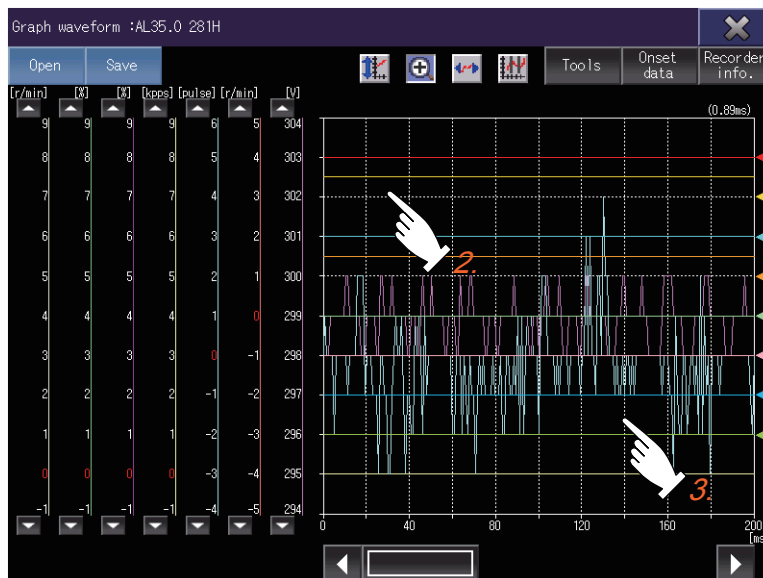 Graph waveform :AL35.0 281H
Open Save Tools Onset data Recorder info.
[r/min] [%] [%] [kpps] [pulse] [r/min] [V]
(0.89ms)
9 9 9 9 6 5 304
8 8 8 8 5 4 303
7 7 7 7 4 3 302
6 6 6 6 3 2 301
2.
5 5 5 5 2 1 300
4 4 4 4 1 0 299
3 3 3 3 0 -1 298
2 2 2 2 -1 -2 297
1 1 1 1 -2 -3 296
0 0 0 0 -3 -4 295
3.
-1 -1 -1 -1 -4 -5 294
0 40 80 120 160 200
[ms